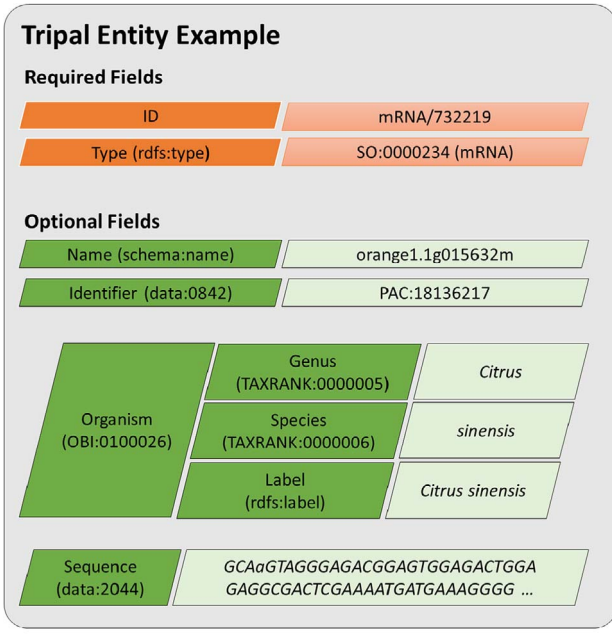 Tripal Entity Example
Required Fields
ID
mRNA/732219
Type (rdfs:type)
SO:0000234 (mRNA)
Optional Fields
Name (schema:name)
orange1.1g015632m
Identifier (data:0842)
PAC:18136217
Organism
(OBI:0100026)
Genus
(TAXRANK:0000005)
Citrus
Species
(TAXRANK:0000006)
sinensis
Label
(rdfs:label)
Citrus sinensis
Sequence
(data:2044)
GCAaGTAGGGAGACGGAGTGGAGACTGGA
GAGGCGACTCGAAAATGATGAAAGGGG ...